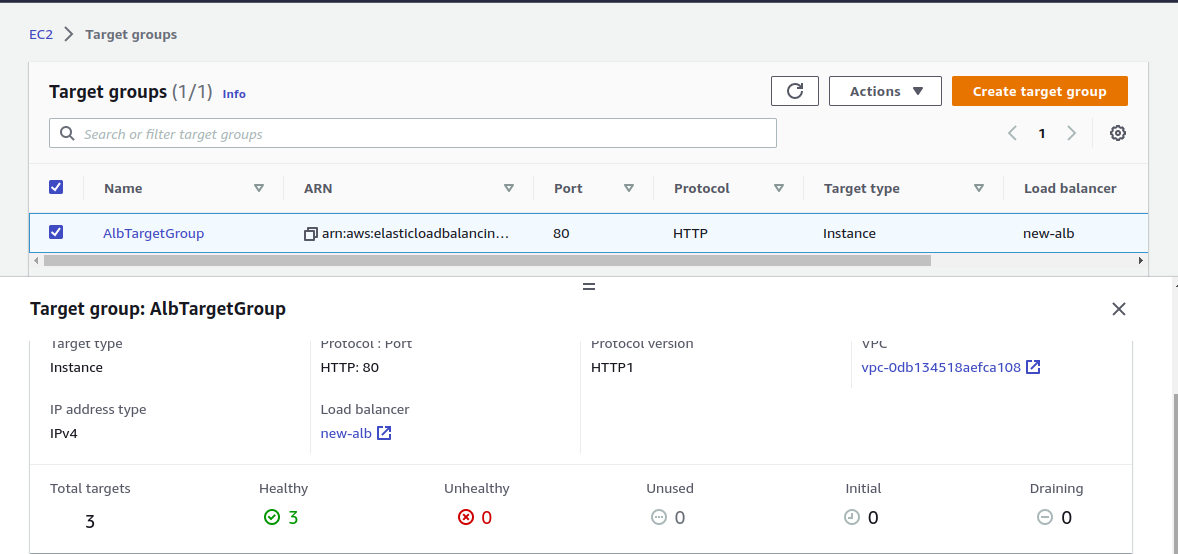 EC2 > Target groups
Target groups (1/1) Info
Actions
Create target group
Search or filter target groups
1
Name ARN Port Protocol Target type Load balancer
AlbTargetGroup arn:aws:elasticloadbalancin... 80 HTTP Instance new-alb
Target group: AlbTargetGroup
Target type Protocol : Port Protocol version VPC
Instance HTTP: 80 HTTP1 vpc-0db134518aefca108
IP address type Load balancer
IPv4 new-alb
Total targets Healthy Unhealthy Unused Initial Draining
3 3 0 0 0 0